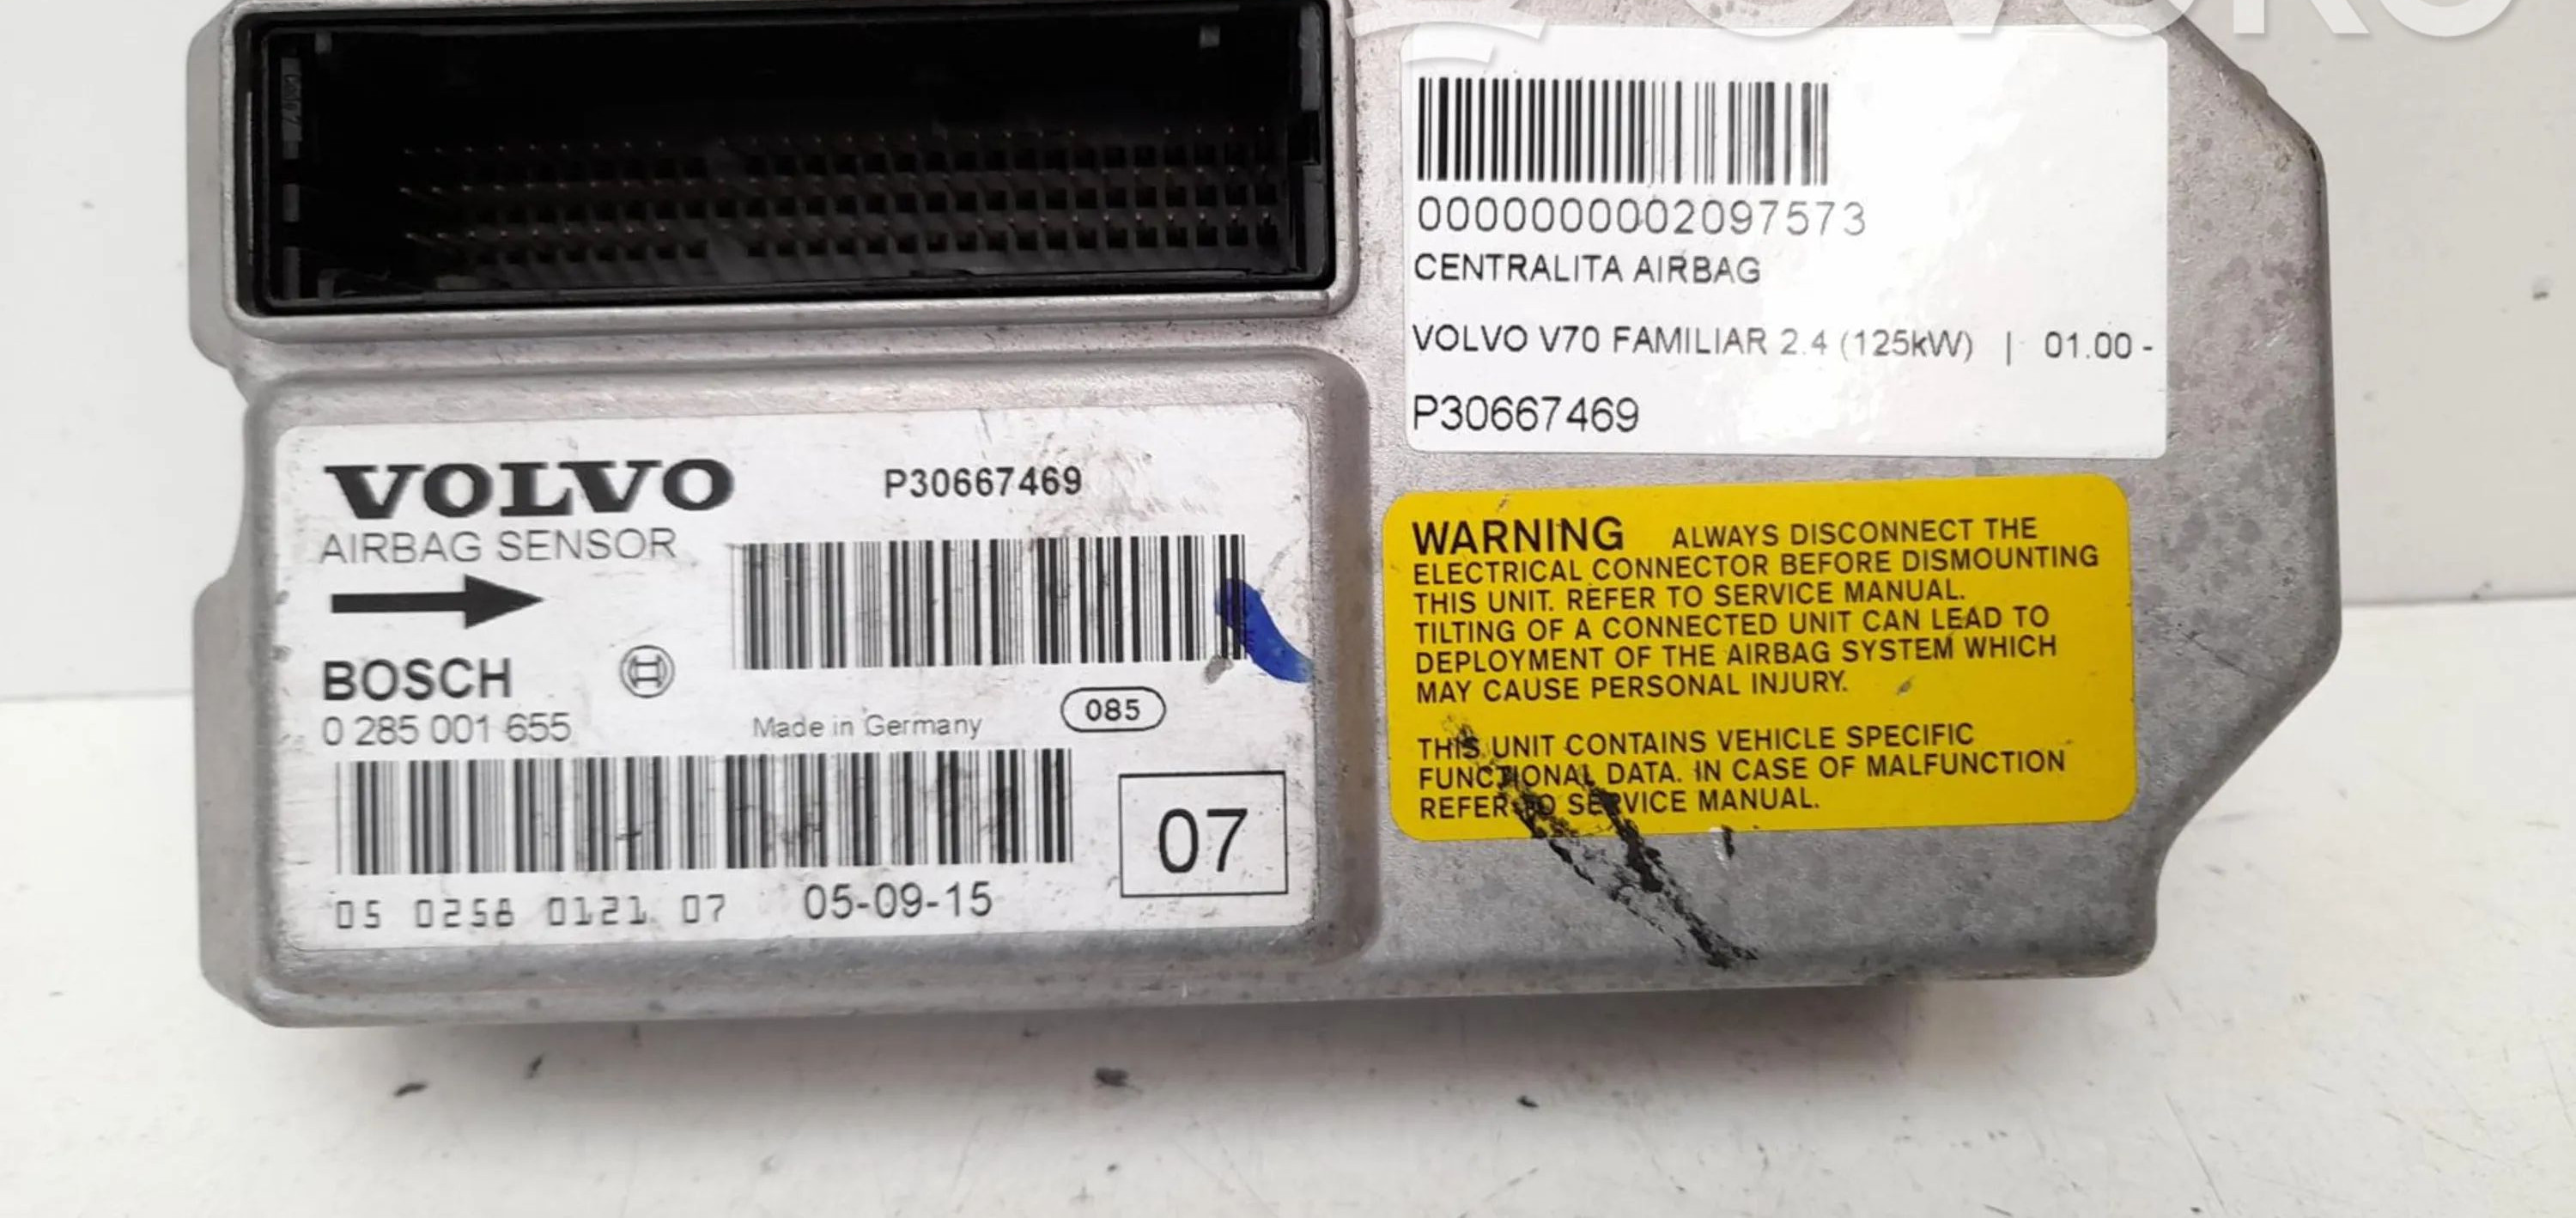 0000000002097573
CENTRALITA AIRBAG
VOLVO V70 FAMILIAR 2.4 (125kW) | 01.00 -
P30667469
VOLVO P30667469
AIRBAG SENSOR
BOSCH
0 285 001 655
Made in Germany
085
07
05 0258 0121 07 05-09-15
WARNING ALWAYS DISCONNECT THE
ELECTRICAL CONNECTOR BEFORE DISMOUNTING
THIS UNIT. REFER TO SERVICE MANUAL.
TILTING OF A CONNECTED UNIT CAN LEAD TO
DEPLOYMENT OF THE AIRBAG SYSTEM WHICH
MAY CAUSE PERSONAL INJURY.
THIS UNIT CONTAINS VEHICLE SPECIFIC
FUNCTIONAL DATA. IN CASE OF MALFUNCTION
REFER TO SERVICE MANUAL.